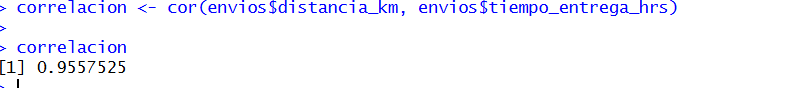 > correlacion <- cor(envios$distancia_km, envios$tiempo_entrega_hrs)
>
> correlacion
[1] 0.9557525
>